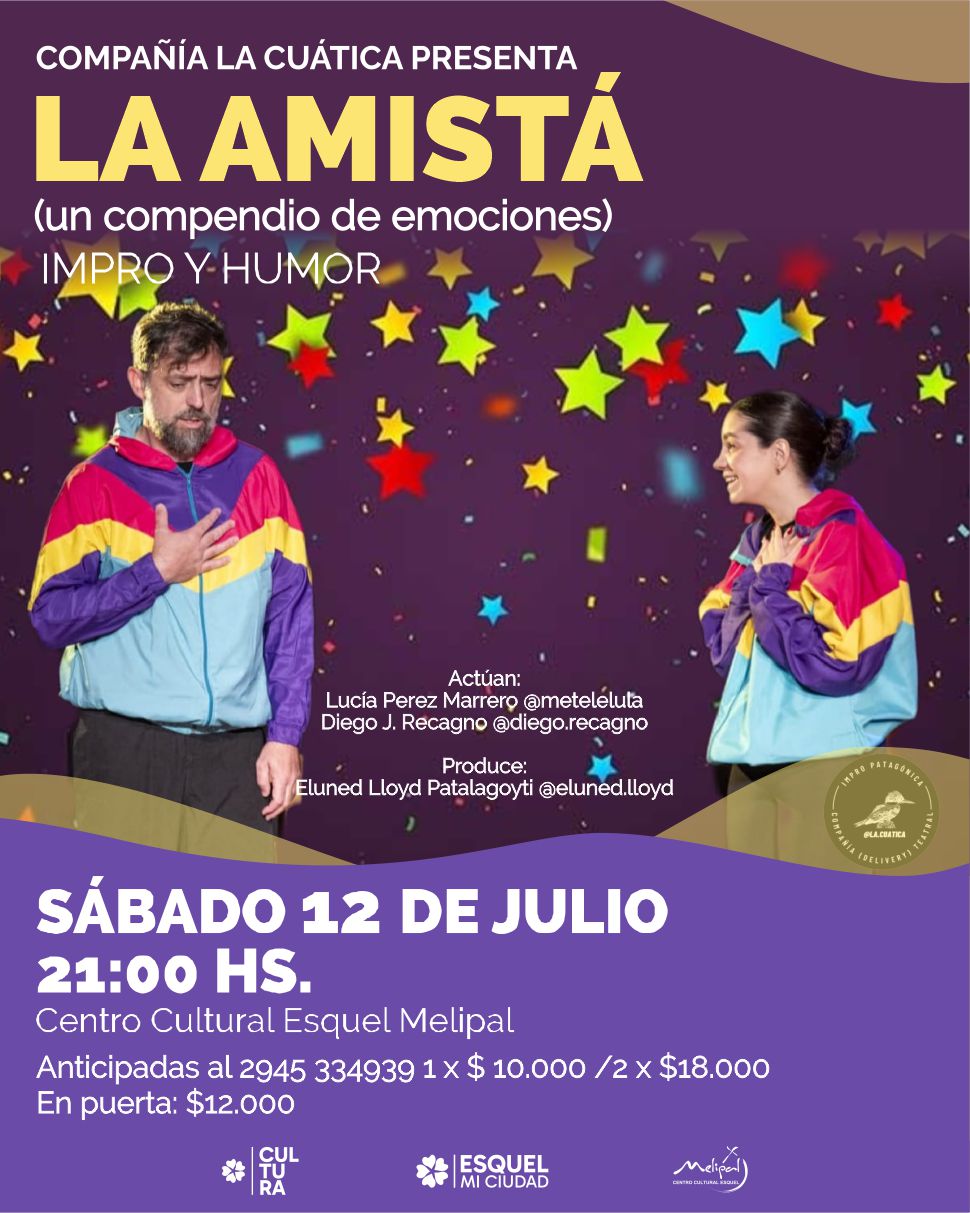 COMPAÑÍA LA CUÁTICA PRESENTA
LA AMISTÁ
(un compendio de emociones)
IMPRO Y HUMOR
Actúan:
Lucía Perez Marrero @metelelula
Diego J. Recagno @diego.recagno
Produce:
Eluned Lloyd Patalagoyti @eluned.lloyd
IMPRO PATAGÓNICA
@LA.CUATICA
COMPAÑÍA (DELIVERY) TEATRAL
SÁBADO 12 DE JULIO
21:00 HS.
Centro Cultural Esquel Melipal
Anticipadas al 2945 334939 1 x $ 10.000 /2 x $18.000
En puerta: $12.000
CUL
TU
RA
ESQUEL
MI CIUDAD
Melipal
CENTRO CULTURAL ESQUEL